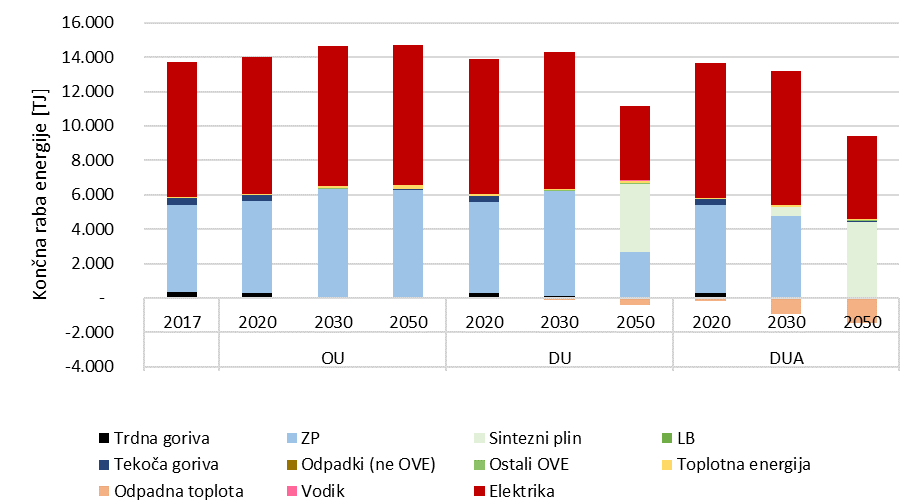 Končna raba energije [TJ]
16.000
14.000
12.000
10.000
8.000
6.000
4.000
2.000
-
-2.000
-4.000
2017 2020 2030 2050 2020 2030 2050 2020 2030 2050
OU DU DUA
Trdna goriva ZP Sintezni plin LB
Tekoča goriva Odpadki (ne OVE) Ostali OVE Toplotna energija
Odpadna toplota Vodik Elektrika